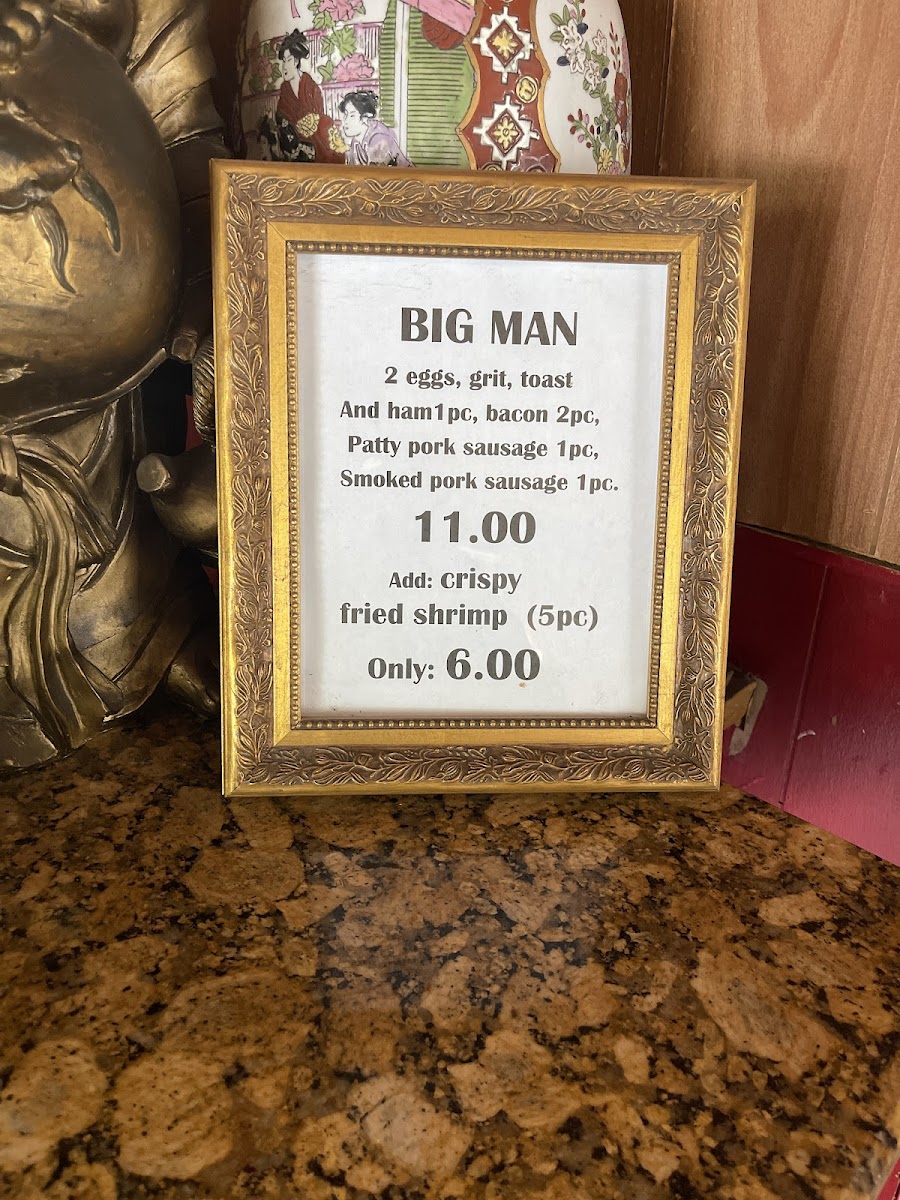 BIG MAN
2 eggs, grit, toast
And ham1pc, bacon 2pc,
Patty pork sausage 1pc,
Smoked pork sausage 1pc.
11.00
Add: crispy
fried shrimp (5pc)
Only: 6.00